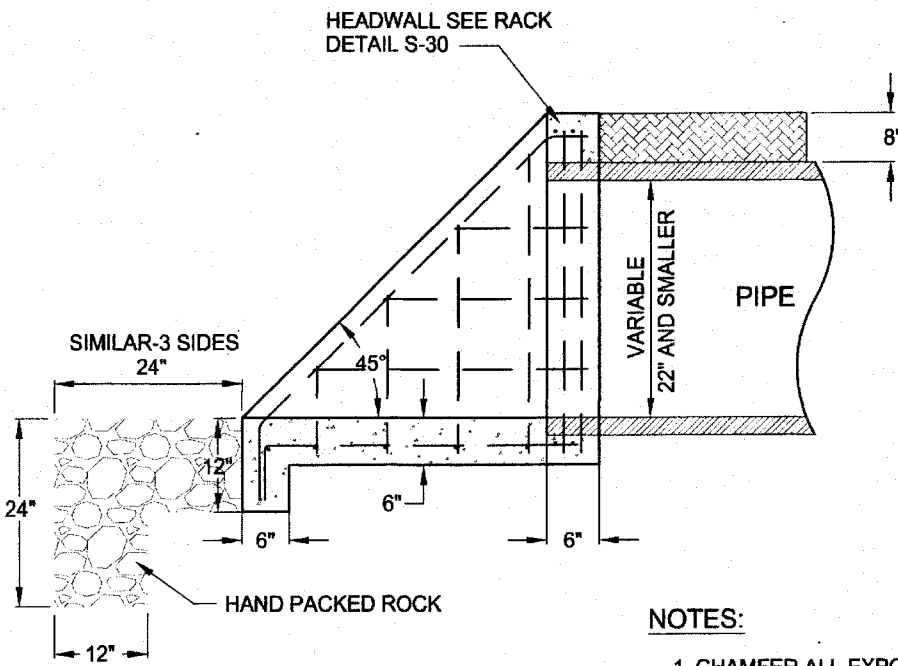 HEADWALL SEE RACK
DETAIL S-30
8"
VARIABLE
22" AND SMALLER
PIPE
SIMILAR-3 SIDES
24"
45°
12"
24"
6"
6"
6"
HAND PACKED ROCK
12"
NOTES: